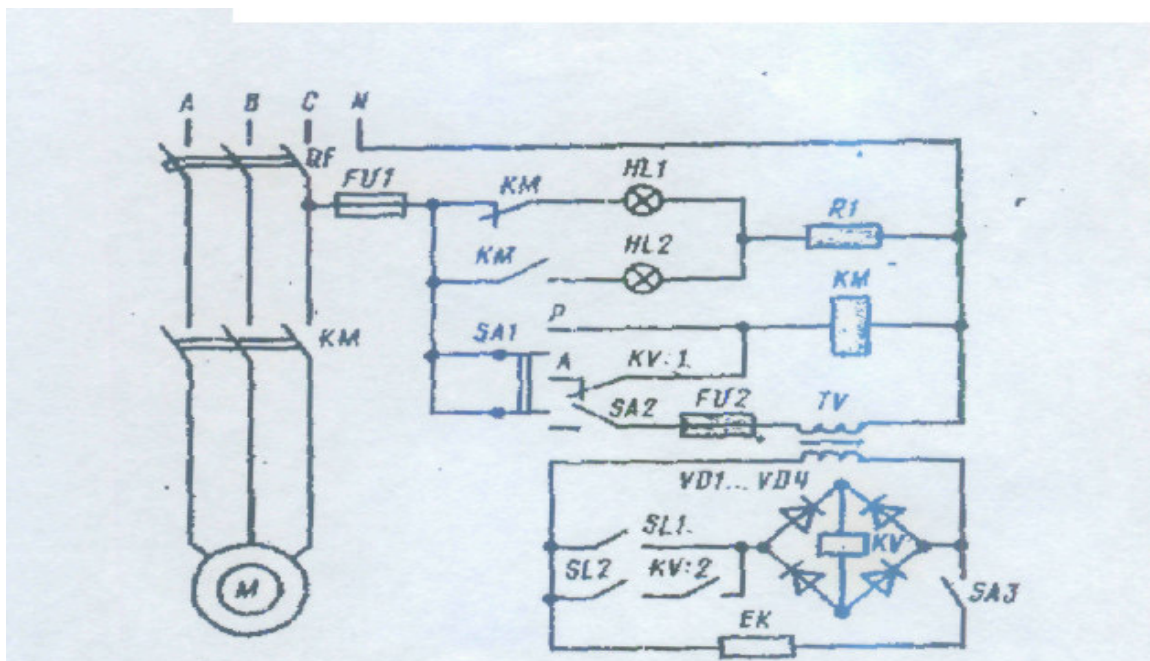 A B C N
QF
FU1
KM
HL1
R1
KM
HL2
KM
P
SA1
KM
A
KV:1
SA2
FU2
TV
VD1... VD4
SL1
KV
SL2
KV:2
SA3
M
EK